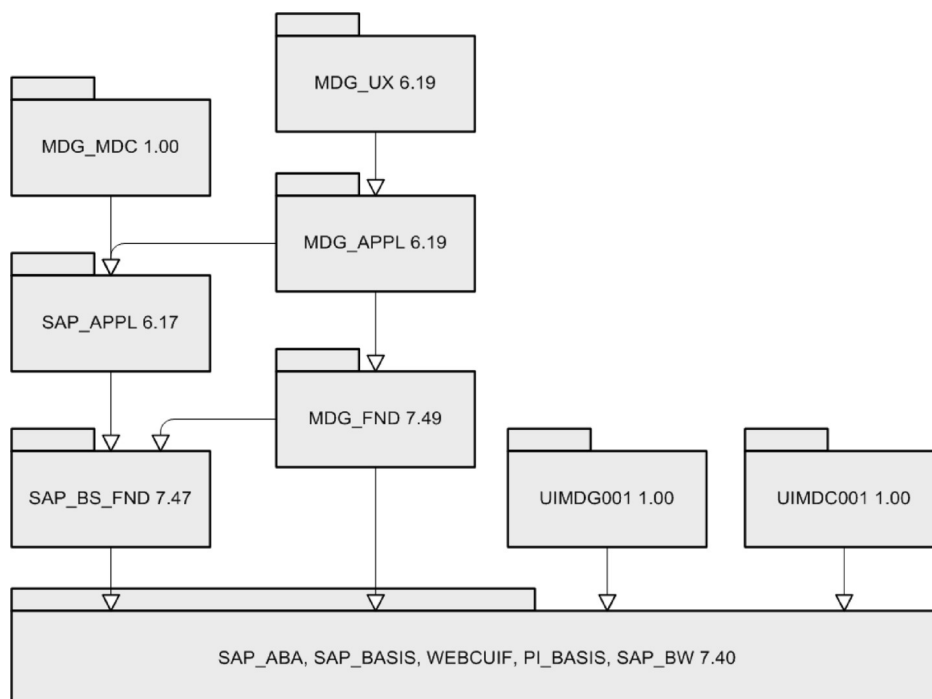 MDG_UX 6.19
MDG_MDC 1.00
MDG_APPL 6.19
SAP_APPL 6.17
MDG_FND 7.49
SAP_BS_FND 7.47
UIMDG001 1.00
UIMDC001 1.00
SAP_ABA, SAP_BASIS, WEBCUIF, PI_BASIS, SAP_BW 7.40